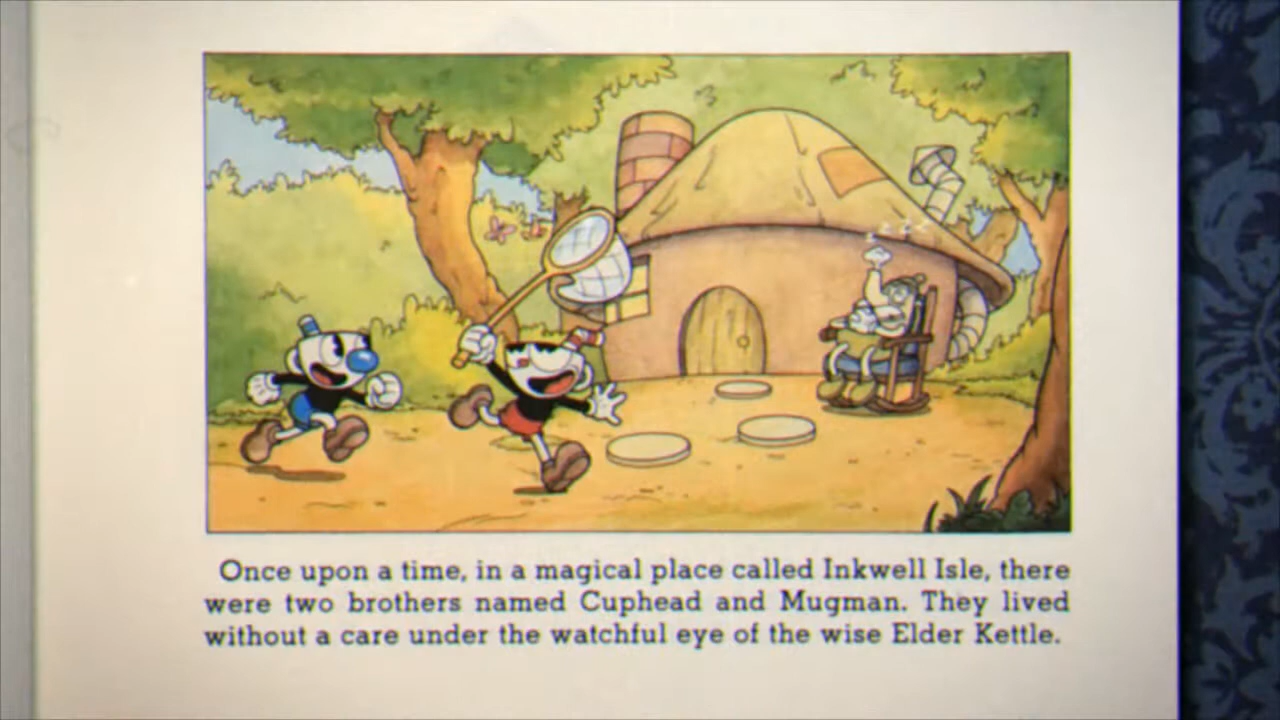 Once upon a time, in a magical place called Inkwell Isle, there
were two brothers named Cuphead and Mugman. They lived
without a care under the watchful eye of the wise Elder Kettle.